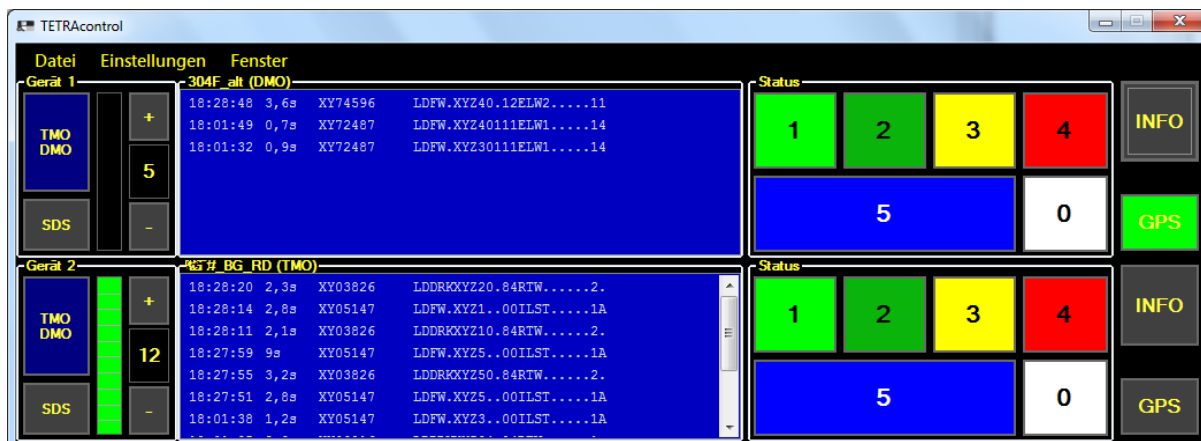 TETRAcontrol
Datei Einstellungen Fenster
Gerät 1
TMO
DMO
+
5
-
SDS
304F_alt (DMO)
18:28:48 3,6s XY74596 LDFW.XYZ40.12ELW2.....11
18:01:49 0,7s XY72487 LDFW.XYZ40111ELW1.....14
18:01:32 0,9s XY72487 LDFW.XYZ30111ELW1.....14
Status
1 2 3 4
5 0
INFO
GPS
Gerät 2
TMO
DMO
+
12
-
SDS
_BG_RD (TMO)
18:28:20 2,3s XY03826 LDDRKXYZ20.84RTW......2.
18:28:14 2,8s XY05147 LDFW.XYZ1..00ILST.....1A
18:28:11 2,1s XY03826 LDDRKXYZ10.84RTW......2.
18:27:59 9s XY05147 LDFW.XYZ5..00ILST.....1A
18:27:55 3,2s XY03826 LDDRKXYZ50.84RTW......2.
18:27:51 2,8s XY05147 LDFW.XYZ5..00ILST.....1A
18:01:38 1,2s XY05147 LDFW.XYZ3..00ILST.....1A
Status
1 2 3 4
5 0
INFO
GPS